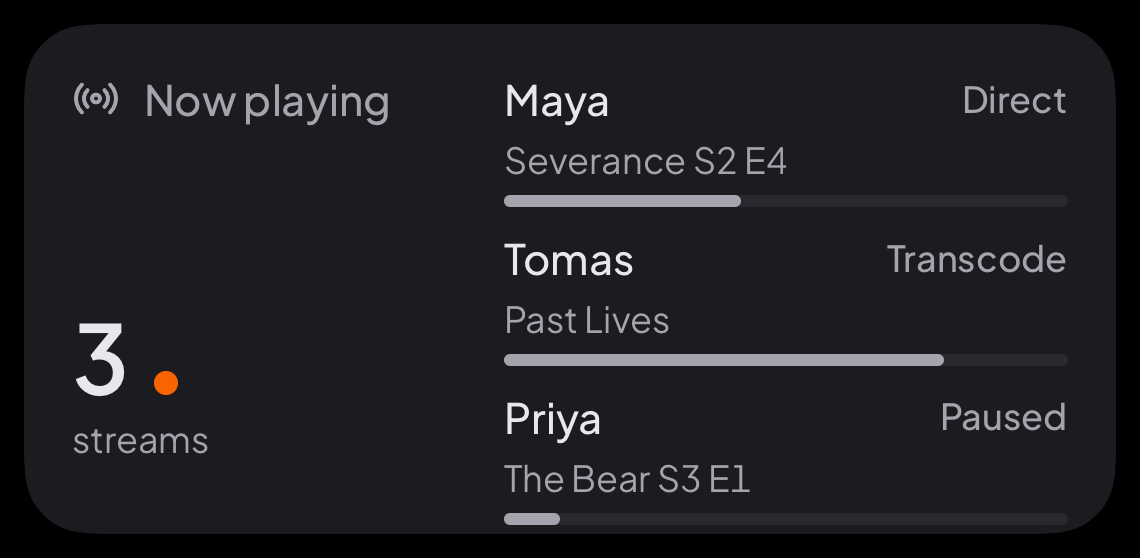 Now playing
3
streams
Maya
Direct
Severance S2 E4
Tomas
Transcode
Past Lives
Priya
Paused
The Bear S3 E1